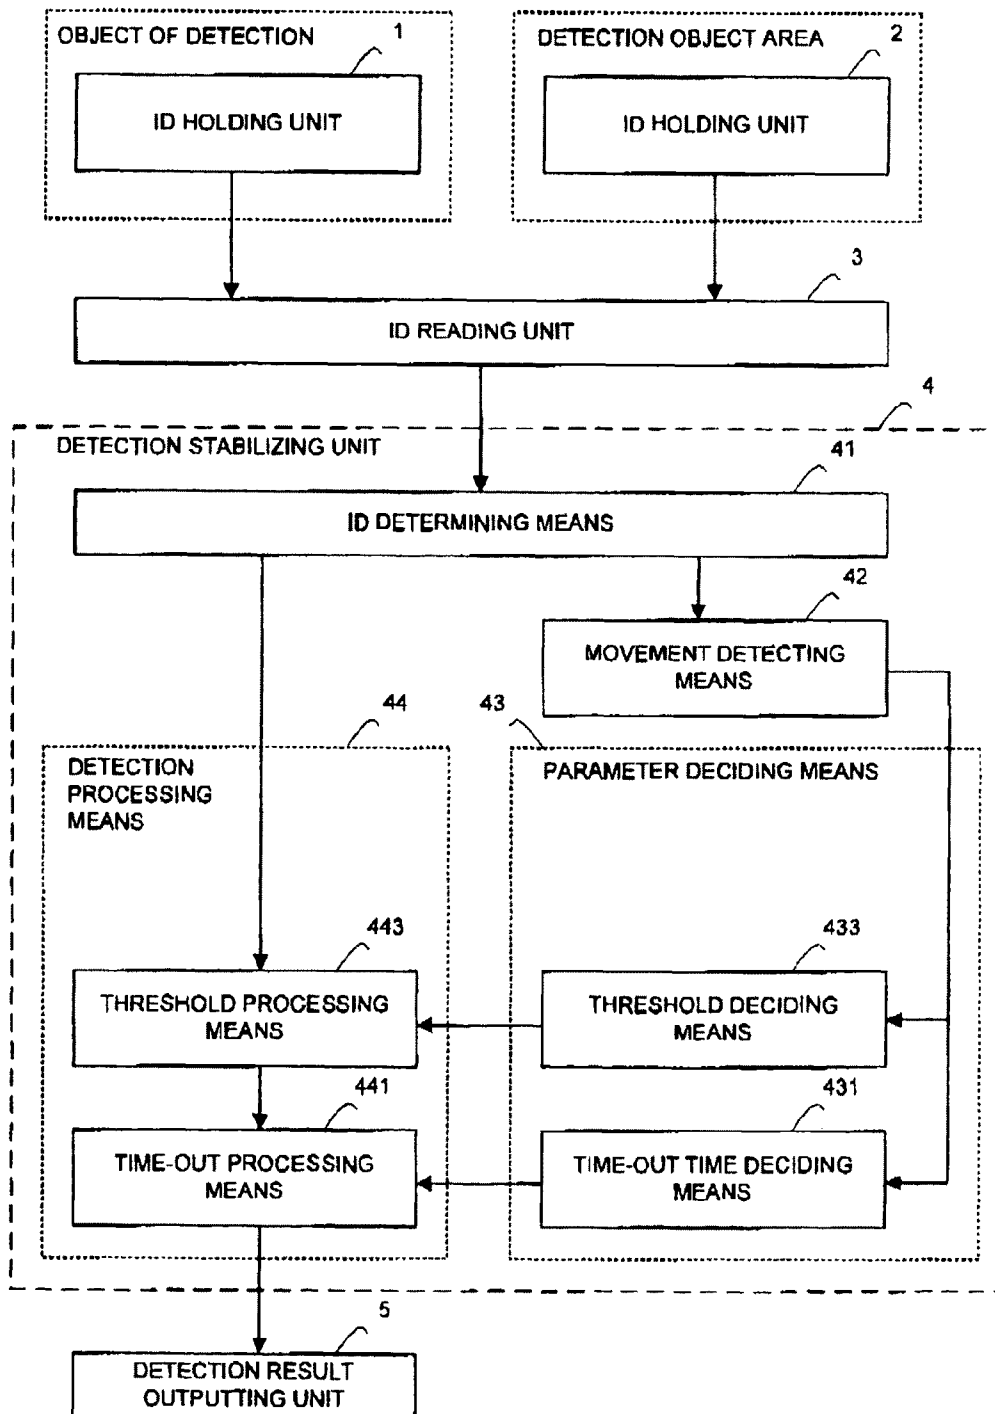 OBJECT OF DETECTION
1
ID HOLDING UNIT
DETECTION OBJECT AREA
2
ID HOLDING UNIT
3
ID READING UNIT
4
DETECTION STABILIZING UNIT
41
ID DETERMINING MEANS
42
MOVEMENT DETECTING
MEANS
44
DETECTION
PROCESSING
MEANS
43
PARAMETER DECIDING MEANS
443
THRESHOLD PROCESSING
MEANS
433
THRESHOLD DECIDING
MEANS
441
TIME-OUT PROCESSING
MEANS
431
TIME-OUT TIME DECIDING
MEANS
5
DETECTION RESULT
OUTPUTTING UNIT